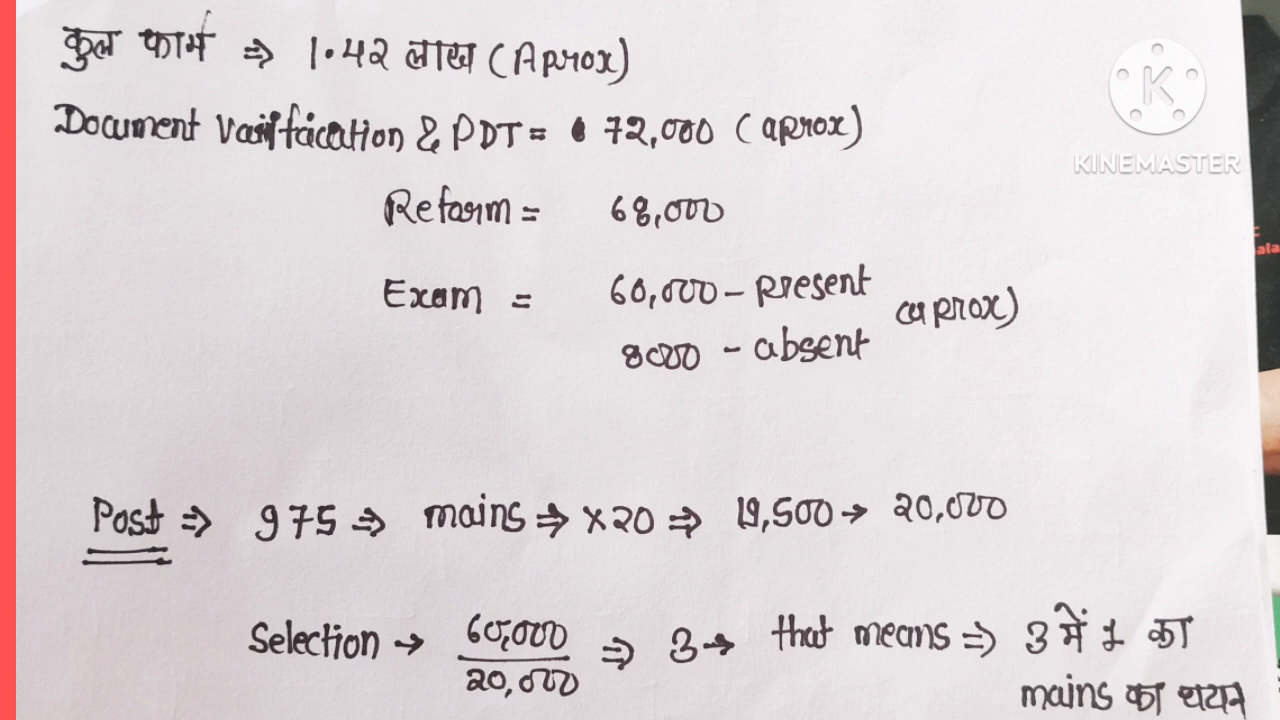 कुल फार्म ⇒ 1.42 लाख (Aprox)
Document Varifaication & PDT = 72,000 (aprox)
Reform = 68,000
Exam = 60,000 - Present
8000 - absent
aprox)
Post ⇒ 975 ⇒ mains ⇒ ×20 ⇒ 19,500 → 20,000
Selection → 60,000 / 20,000 ⇒ 3 → that means ⇒ 3 में 1 का
mains का चयन
KINEMASTER